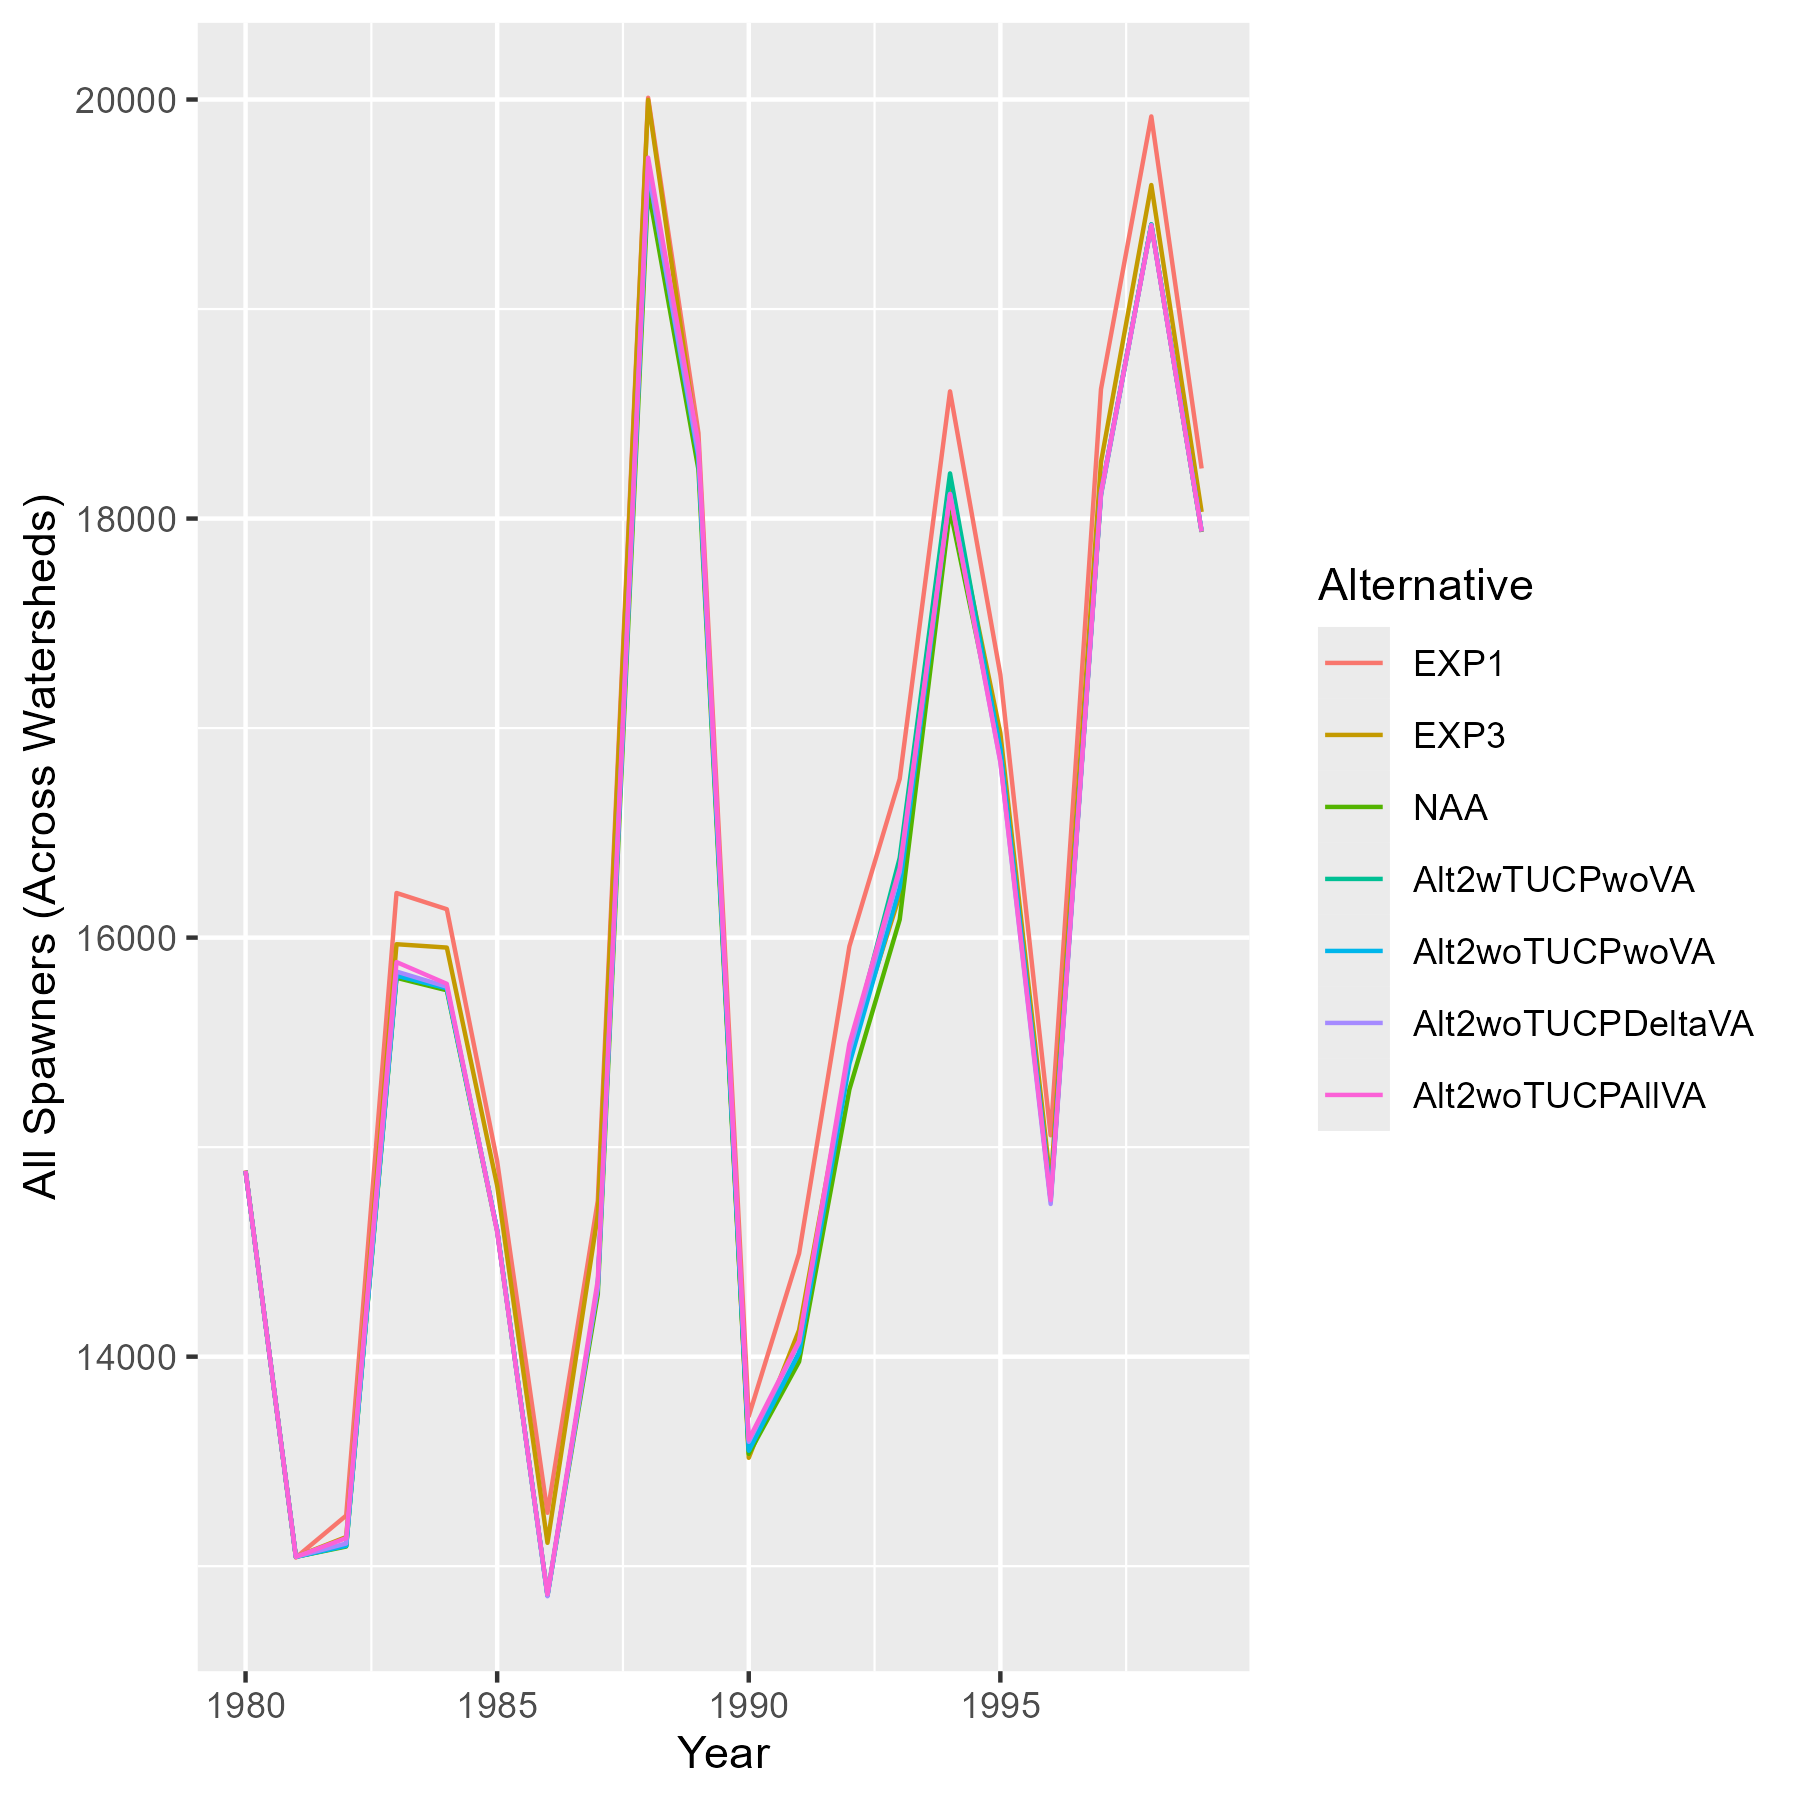 20000
18000
16000
14000
All Spawners (Across Watersheds)
1980
1985
1990
1995
Year
Alternative
EXP1
EXP3
NAA
Alt2wTUCPwoVA
Alt2woTUCPwoVA
Alt2woTUCPDeltaVA
Alt2woTUCPAllVA